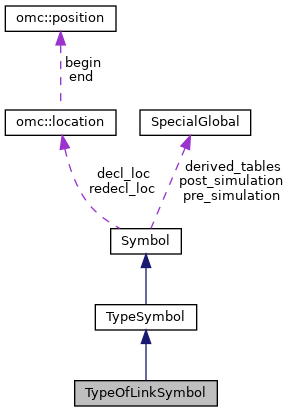 omc::position
begin
end
omc::location
SpecialGlobal
decl_loc
redecl_loc
derived_tables
post_simulation
pre_simulation
Symbol
TypeSymbol
TypeOfLinkSymbol